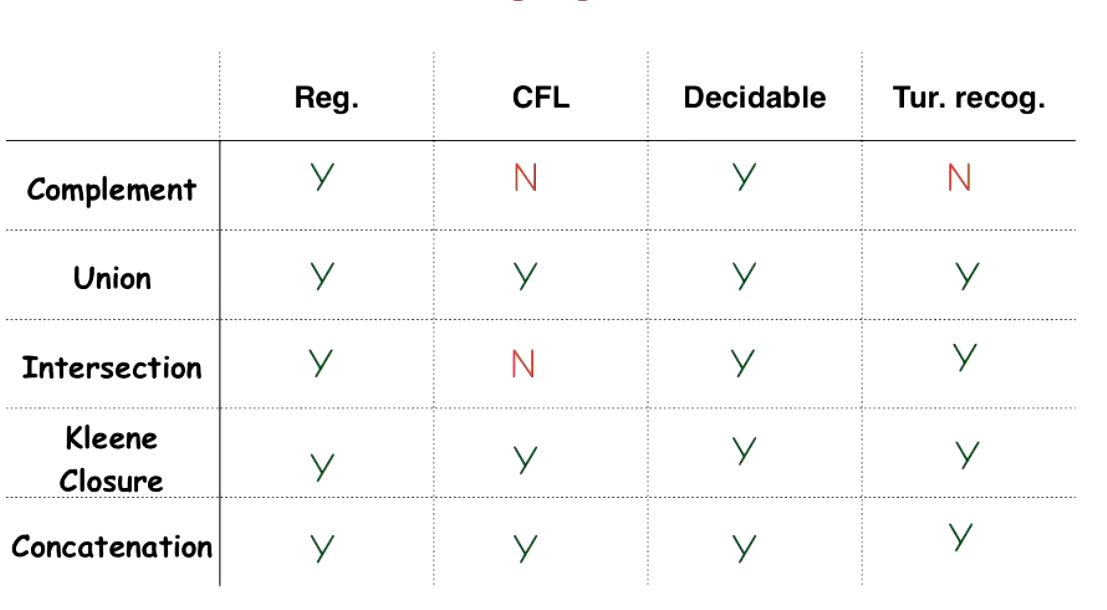 Reg. CFL Decidable Tur. recog.
Complement Y N Y N
Union Y Y Y Y
Intersection Y N Y Y
Kleene
Closure Y Y Y Y
Concatenation Y Y Y Y